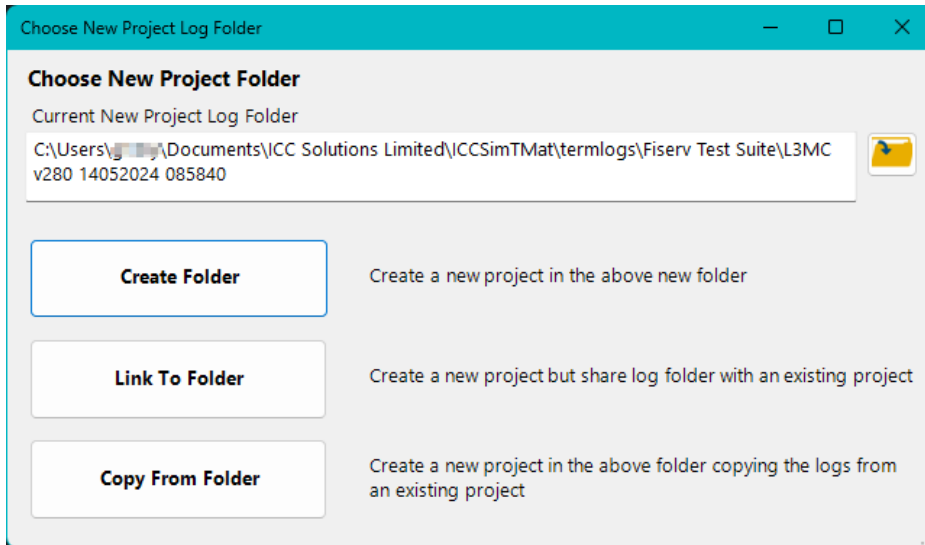 Choose New Project Log Folder
Choose New Project Folder
Current New Project Log Folder
C:\Users\ \Documents\ICC Solutions Limited\ICCSimTMat\termlogs\Fiserv Test Suite\L3MC
v280 14052024 085840
Create Folder
Create a new project in the above new folder
Link To Folder
Create a new project but share log folder with an existing project
Copy From Folder
Create a new project in the above folder copying the logs from
an existing project